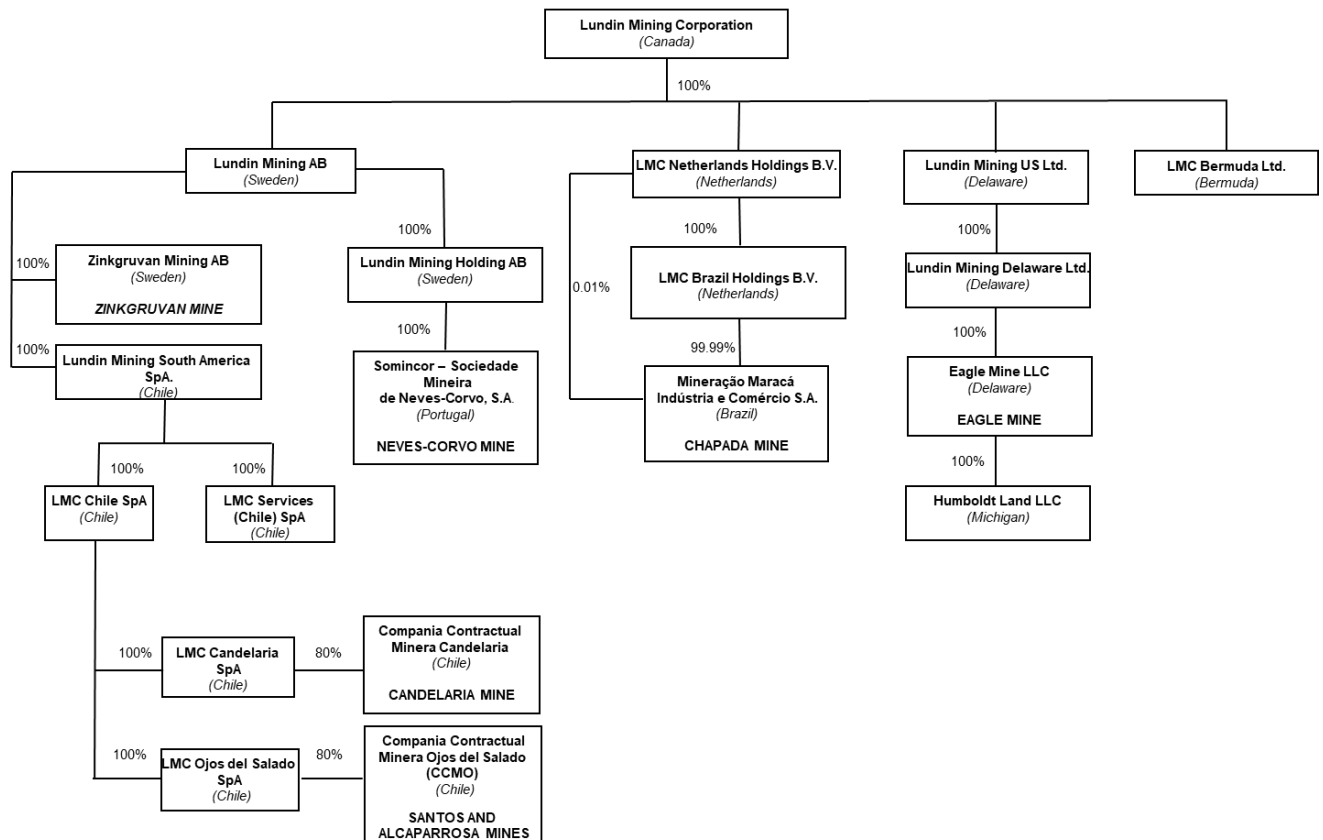 Lundin Mining Corporation
(Canada)
100%
Lundin Mining AB
(Sweden)
LMC Netherlands Holdings B.V.
(Netherlands)
Lundin Mining US Ltd.
(Delaware)
LMC Bermuda Ltd.
(Bermuda)
100%
100%
100%
100%
Zinkgruvan Mining AB
(Sweden)
ZINKGRUVAN MINE
Lundin Mining Holding AB
(Sweden)
0.01%
LMC Brazil Holdings B.V.
(Netherlands)
Lundin Mining Delaware Ltd.
(Delaware)
100%
100%
99.99%
100%
Lundin Mining South America
SpA.
(Chile)
Somincor – Sociedade
Mineira
de Neves-Corvo, S.A.
(Portugal)
NEVES-CORVO MINE
Mineração Maracá
Indústria e Comércio S.A.
(Brazil)
CHAPADA MINE
Eagle Mine LLC
(Delaware)
EAGLE MINE
100%
100%
100%
LMC Chile SpA
(Chile)
LMC Services
(Chile) SpA
(Chile)
Humboldt Land LLC
(Michigan)
100%
LMC Candelaria
SpA
(Chile)
80%
Compania Contractual
Minera Candelaria
(Chile)
CANDELARIA MINE
100%
LMC Ojos del Salado
SpA
(Chile)
80%
Compania Contractual
Minera Ojos del Salado
(CCMO)
(Chile)
SANTOS AND
ALCAPARROSA MINES